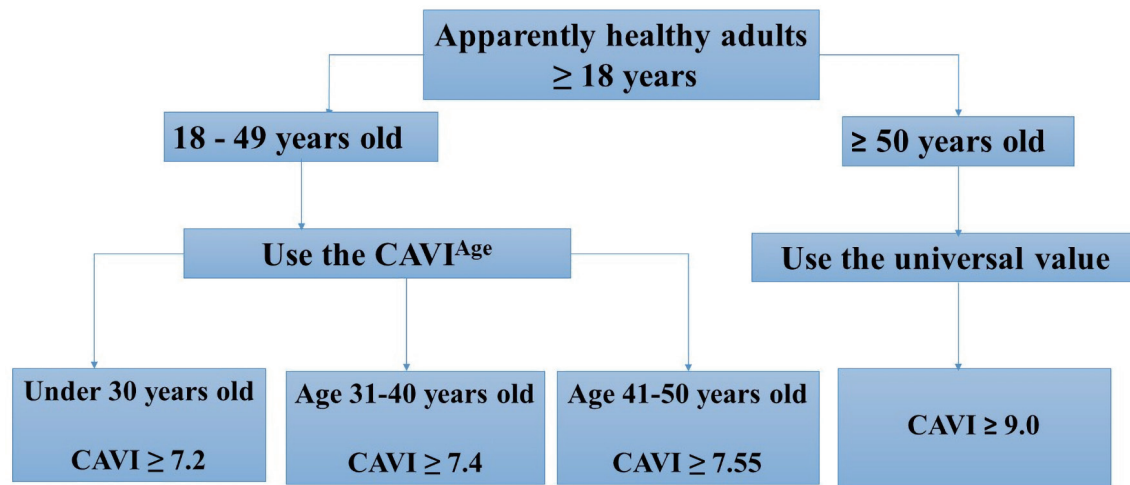 Apparently healthy adults
≥ 18 years
18 - 49 years old
≥ 50 years old
Use the CAVIᴬᵍᵉ
Use the universal value
Under 30 years old
CAVI ≥ 7.2
Age 31-40 years old
CAVI ≥ 7.4
Age 41-50 years old
CAVI ≥ 7.55
CAVI ≥ 9.0